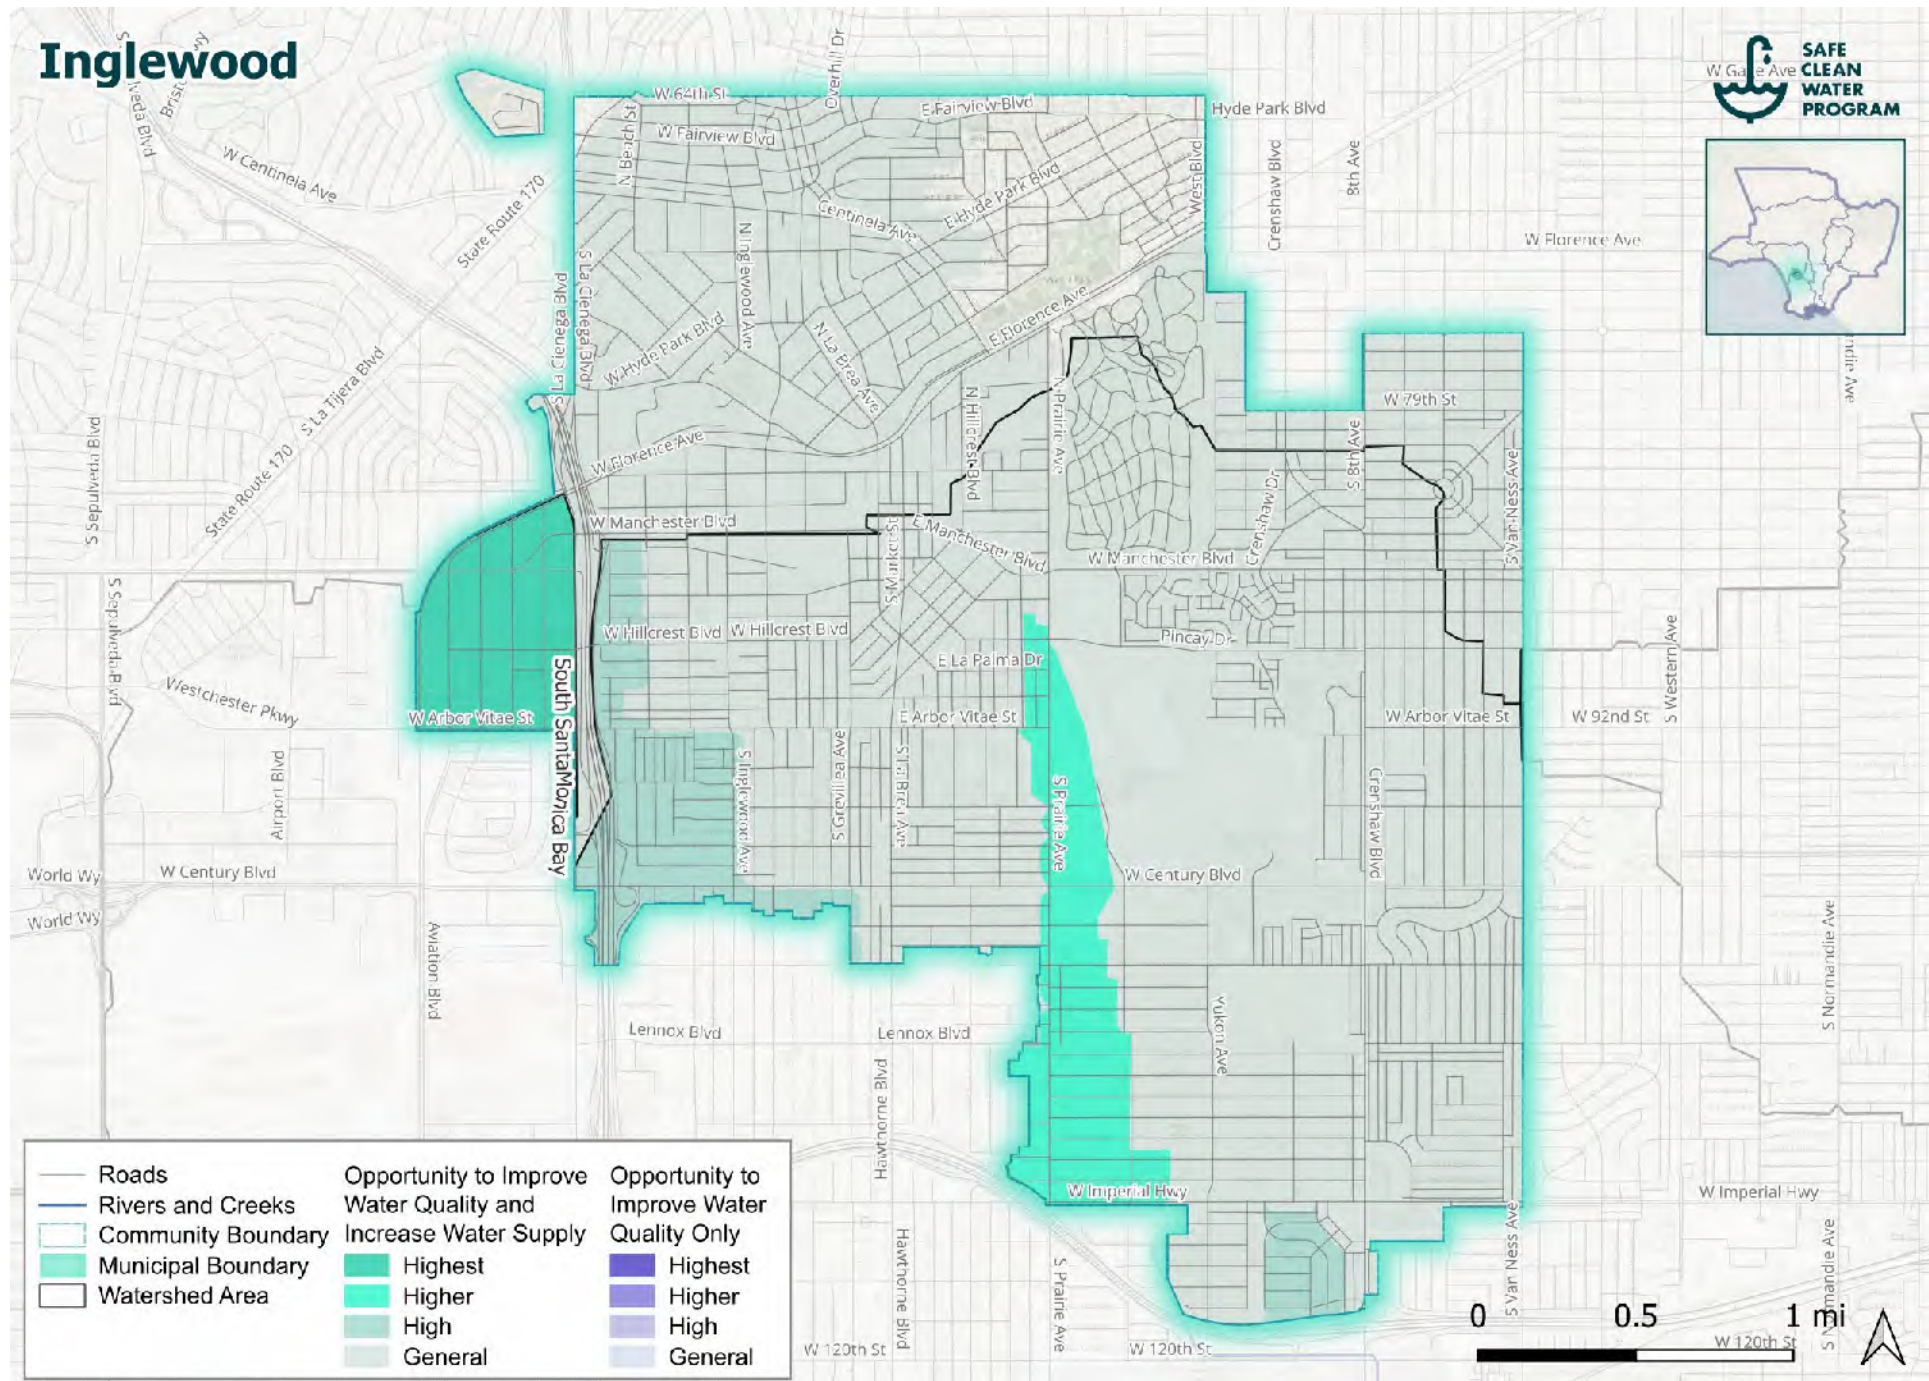 Inglewood
SAFE
CLEAN
WATER
PROGRAM
W 64th St
Overhill Dr
E Fairview Blvd
Hyde Park Blvd
W Fairview Blvd
N Beach St
W Centinela Ave
State Route 170
Centinela Ave
E Hyde Park Blvd
West Blvd
Crenshaw Blvd
8th Ave
W Florence Ave
S La Cienega Blvd
S La Cienega Blvd
N Inglewood Ave
W Hyde Park Blvd
N La Brea Ave
E Florence Ave
N Prairie Ave
N Hillcrest Blvd
W 79th St
S 8th Ave
S Van Ness Ave
S La Tijera Blvd
State Route 170
S Sepulveda Blvd
W Florence Ave
W Manchester Blvd
E Manchester Blvd
W Manchester Blvd
Crenshaw Dr
S Market St
S Sepulveda Blvd
W Hillcrest Blvd
W Hillcrest Blvd
Pincay Dr
E La Palma Dr
S Western Ave
Westchester Pkwy
W Arbor Vitae St
E Arbor Vitae St
W Arbor Vitae St
W 92nd St
South Santa Monica Bay
Airport Blvd
S Inglewood Ave
S Grevillea Ave
S La Brea Ave
S Prairie Ave
Crenshaw Blvd
World Wy
W Century Blvd
W Century Blvd
World Wy
Aviation Blvd
S Normandie Ave
Lennox Blvd
Lennox Blvd
Yukon Ave
Hawthorne Blvd
W Imperial Hwy
W Imperial Hwy
Hawthorne Blvd
S Prairie Ave
S Van Ness Ave
S Normandie Ave
W 120th St
W 120th St
W 120th St
Roads
Rivers and Creeks
Community Boundary
Municipal Boundary
Watershed Area
Opportunity to Improve
Water Quality and
Increase Water Supply
Highest
Higher
High
General
Opportunity to
Improve Water
Quality Only
Highest
Higher
High
General
0 0.5 1 mi